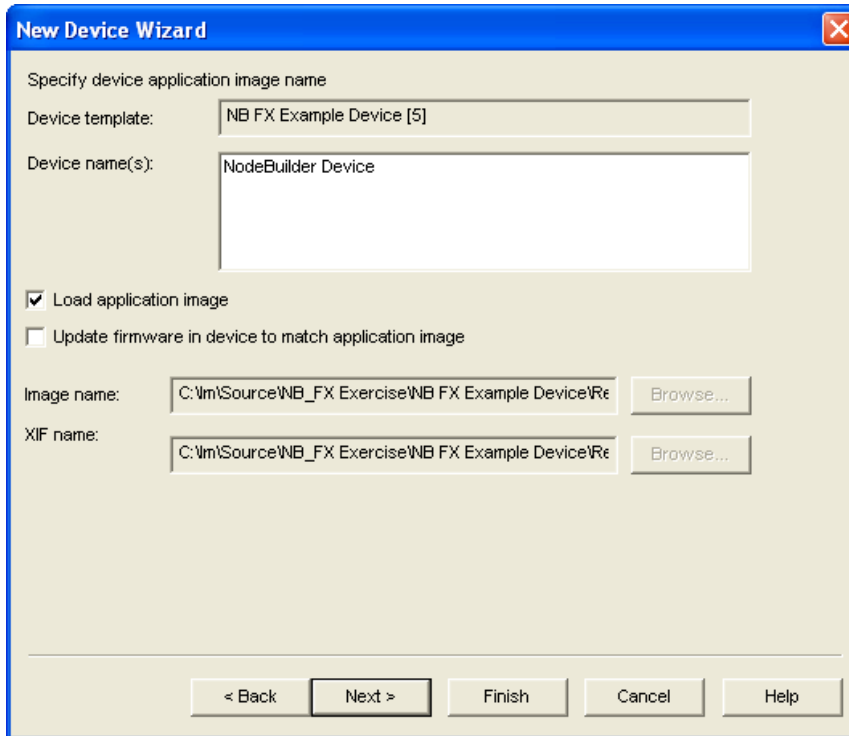 New Device Wizard
Specify device application image name
Device template: NB FX Example Device [5]
Device name(s): NodeBuilder Device
Load application image
Update firmware in device to match application image
Image name: C:\lm\Source\NB_FX Exercise\NB FX Example Device\Re Browse...
XIF name: C:\lm\Source\NB_FX Exercise\NB FX Example Device\Re Browse...
< Back Next > Finish Cancel Help